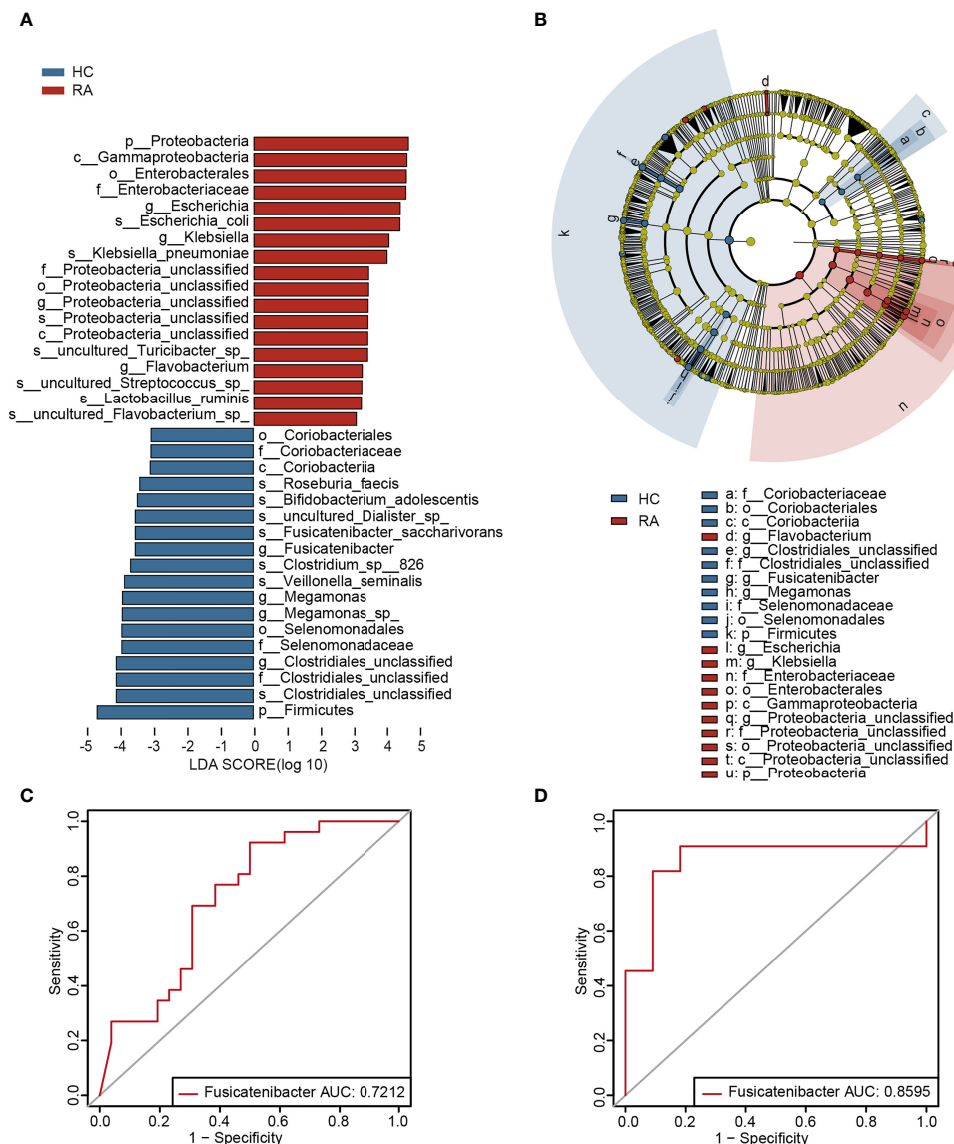 A
HC
RA
p__Proteobacteria
c__Gammaproteobacteria
o__Enterobacterales
f__Enterobacteriaceae
g__Escherichia
s__Escherichia_coli
g__Klebsiella
s__Klebsiella_pneumoniae
f__Proteobacteria_unclassified
o__Proteobacteria_unclassified
g__Proteobacteria_unclassified
s__Proteobacteria_unclassified
c__Proteobacteria_unclassified
s__uncultured_Turicibacter_sp_
g__Flavobacterium
s__uncultured_Streptococcus_sp_
s__Lactobacillus_ruminis
s__uncultured_Flavobacterium_sp_
o__Coriobacteriales
f__Coriobacteriaceae
c__Coriobacteriia
s__Roseburia_faecis
s__Bifidobacterium_adolescentis
s__uncultured_Dialister_sp_
s__Fusicatenibacter_saccharivorans
g__Fusicatenibacter
s__Clostridium_sp__826
s__Veillonella_seminalis
g__Megamonas
g__Megamonas_sp_
o__Selenomonadales
f__Selenomonadaceae
g__Clostridiales_unclassified
f__Clostridiales_unclassified
s__Clostridiales_unclassified
p__Firmicutes
-5 -4 -3 -2 -1 0 1 2 3 4 5
LDA SCORE(log 10)
B
d
c
b
a
f
e
g
k
o
n
m
n
HC
RA
a: f__Coriobacteriaceae
b: o__Coriobacteriales
c: c__Coriobacteriia
d: g__Flavobacterium
e: g__Clostridiales_unclassified
f: f__Clostridiales_unclassified
g: g__Fusicatenibacter
h: g__Megamonas
i: f__Selenomonadaceae
j: o__Selenomonadales
k: p__Firmicutes
l: g__Escherichia
m: g__Klebsiella
n: f__Enterobacteriaceae
o: o__Enterobacterales
p: c__Gammaproteobacteria
q: g__Proteobacteria_unclassified
r: f__Proteobacteria_unclassified
s: o__Proteobacteria_unclassified
t: c__Proteobacteria_unclassified
u: p__Proteobacteria
C
Sensitivity
1.0
0.8
0.6
0.4
0.2
0.0
Fusicatenibacter AUC: 0.7212
0.0 0.2 0.4 0.6 0.8 1.0
1 − Specificity
D
Sensitivity
1.0
0.8
0.6
0.4
0.2
0.0
Fusicatenibacter AUC: 0.8595
0.0 0.2 0.4 0.6 0.8 1.0
1 − Specificity